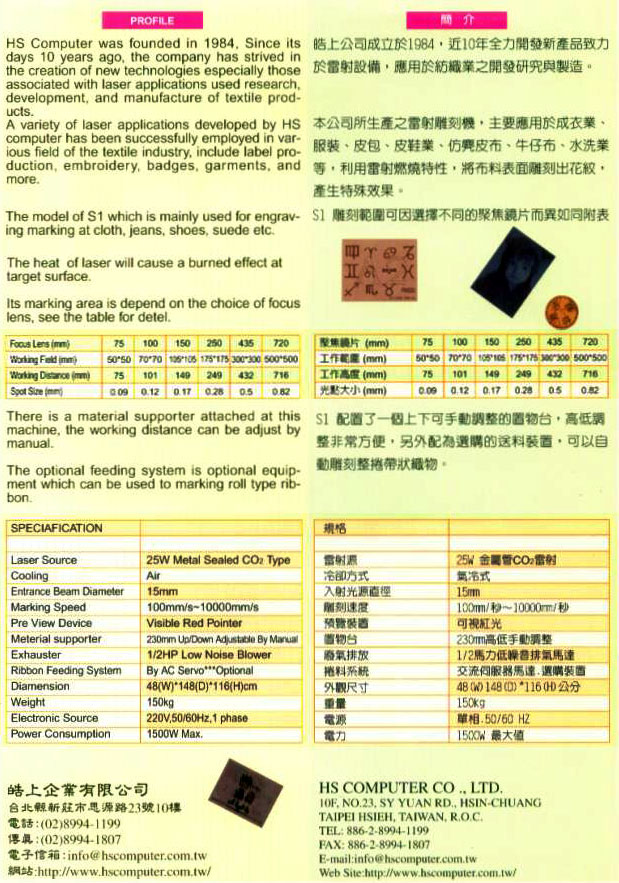 PROFILE
HS Computer was founded in 1984, Since its
days 10 years ago, the company has strived in
the creation of new technologies especially those
associated with laser applications used research,
development, and manufacture of textile prod-
ucts.
A variety of laser applications developed by HS
computer has been successfully employed in var-
ious field of the textile industry, include label pro-
duction, embroidery, badges, garments, and
more.
The model of S1 which is mainly used for engrav-
ing marking at cloth, jeans, shoes, suede etc.
The heat of laser will cause a burned effect at
target surface.
Its marking area is depend on the choice of focus
lens, see the table for detel.
Focus Lens (mm) 75 100 150 250 435 720
Working Field (mm) 50*50 70*70 105*105 175*175 300*300 500*500
Working Distance (mm) 75 101 149 249 432 716
Spot Size (mm) 0.09 0.12 0.17 0.28 0.5 0.82
There is a material supporter attached at this
machine, the working distance can be adjust by
manual.
The optional feeding system is optional equip-
ment which can be used to marking roll type rib-
bon.
SPECIAFICATION
Laser Source 25W Metal Sealed CO2 Type
Cooling Air
Entrance Beam Diameter 15mm
Marking Speed 100mm/s~10000mm/s
Pre View Device Visible Red Pointer
Meterial supporter 230mm Up/Down Adjustable By Manual
Exhauster 1/2HP Low Noise Blower
Ribbon Feeding System By AC Servo***Optional
Diamension 48(W)*148(D)*116(H)cm
Weight 150kg
Electronic Source 220V,50/60Hz,1 phase
Power Consumption 1500W Max.
皓上企業有限公司
台北縣新莊市思源路23號10樓
電話:(02)8994-1199
傳真:(02)8994-1807
電子信箱:info@hscomputer.com.tw
網站:http://www.hscomputer.com.tw/
簡 介
皓上公司成立於1984，近10年全力開發新產品致力
於雷射設備，應用於紡織業之開發研究與製造。
本公司所生產之雷射雕刻機，主要應用於成衣業、
服裝、皮包、皮鞋業、仿麂皮布、牛仔布、水洗業
等，利用雷射燃燒特性，將布料表面雕刻出花紋，
產生特殊效果。
S1 雕刻範圍可因選擇不同的聚焦鏡片而異如同附表
聚焦鏡片 (mm) 75 100 150 250 435 720
工作範圍 (mm) 50*50 70*70 105*105 175*175 300*300 500*500
工作高度 (mm) 75 101 149 249 432 716
光點大小 (mm) 0.09 0.12 0.17 0.28 0.5 0.82
S1 配置了一個上下可手動調整的置物台，高低調
整非常方便，另外配為選購的送料裝置，可以自
動雕刻整捲帶狀織物。
規格
雷射源 25W 金屬管CO2雷射
冷卻方式 氣冷式
入射光源直徑 15mm
雕刻速度 100mm/秒～10000mm/秒
預覽裝置 可視紅光
置物台 230mm高低手動調整
廢氣排放 1/2馬力低噪音排氣馬達
捲料系統 交流伺服器馬達.選購裝置
外觀尺寸 48(W)148(D)*116(H)公分
重量 150kg
電源 單相.50/60 HZ
電力 1500W 最大值
HS COMPUTER CO ., LTD.
10F, NO.23, SY YUAN RD., HSIN-CHUANG
TAIPEI HSIEH, TAIWAN, R.O.C.
TEL: 886-2-8994-1199
FAX: 886-2-8994-1807
E-mail:info@hscomputer.com.tw
Web Site:http://www.hscomputer.com.tw/